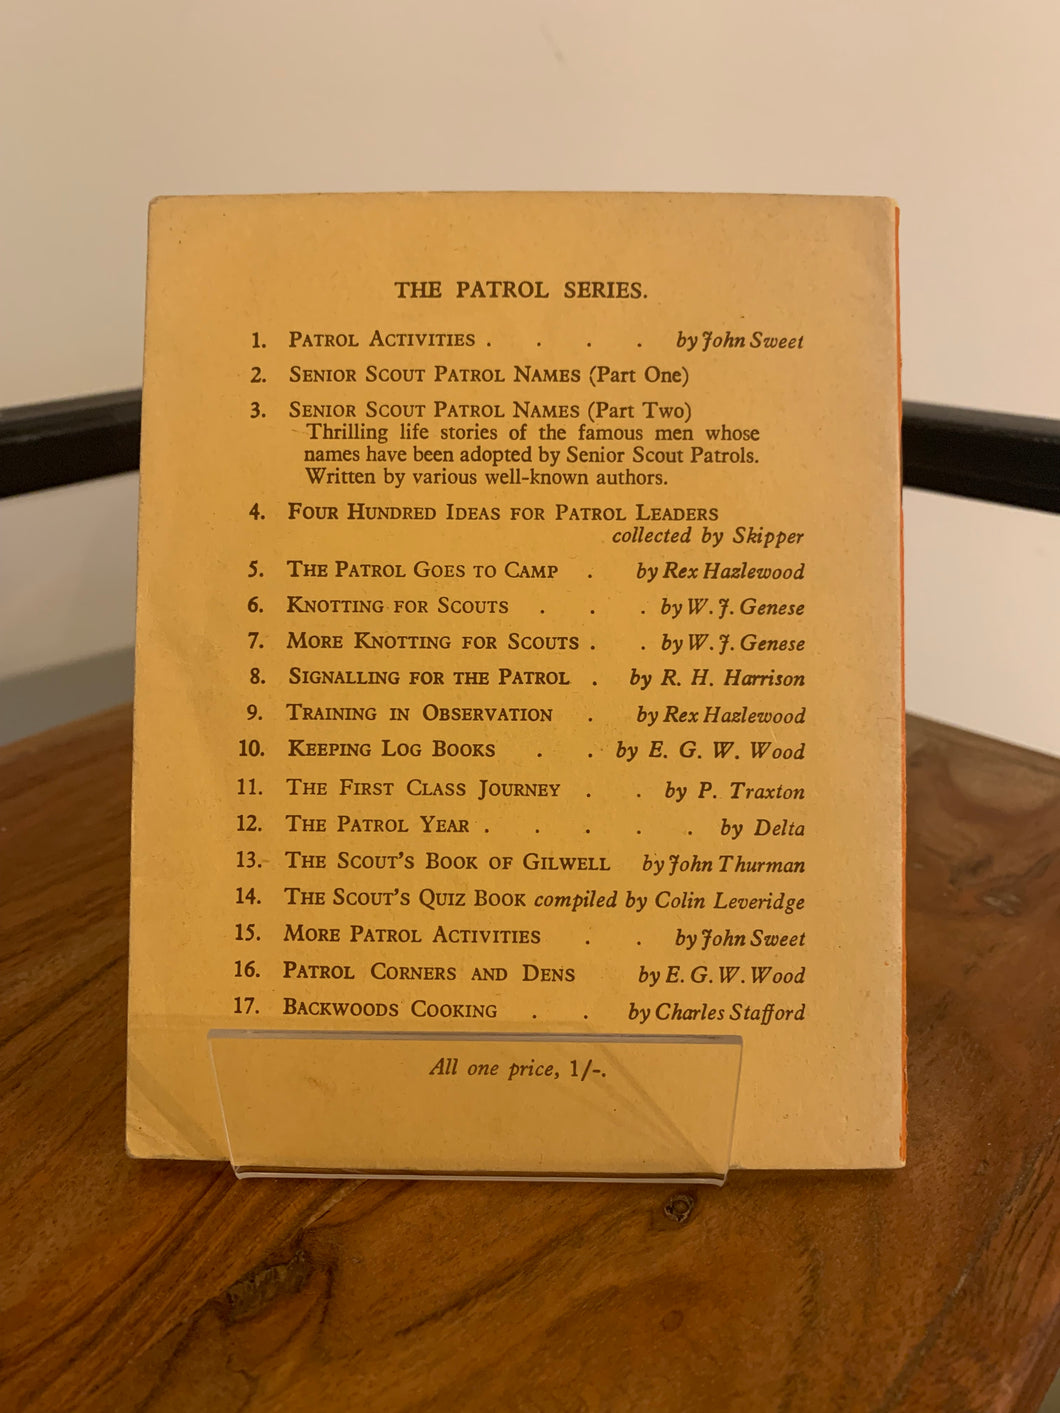 THE PATROL SERIES.
1. PATROL ACTIVITIES . . . . by John Sweet
2. SENIOR SCOUT PATROL NAMES (Part One)
3. SENIOR SCOUT PATROL NAMES (Part Two)
Thrilling life stories of the famous men whose
names have been adopted by Senior Scout Patrols.
Written by various well-known authors.
4. FOUR HUNDRED IDEAS FOR PATROL LEADERS
collected by Skipper
5. THE PATROL GOES TO CAMP . by Rex Hazlewood
6. KNOTTING FOR SCOUTS . . . by W. J. Genese
7. MORE KNOTTING FOR SCOUTS . . by W. J. Genese
8. SIGNALLING FOR THE PATROL . by R. H. Harrison
9. TRAINING IN OBSERVATION . by Rex Hazlewood
10. KEEPING LOG BOOKS . . by E. G. W. Wood
11. THE FIRST CLASS JOURNEY . . by P. Traxton
12. THE PATROL YEAR . . . . . by Delta
13. THE SCOUT'S BOOK OF GILWELL by John Thurman
14. THE SCOUT'S QUIZ BOOK compiled by Colin Leveridge
15. MORE PATROL ACTIVITIES . . by John Sweet
16. PATROL CORNERS AND DENS by E. G. W. Wood
17. BACKWOODS COOKING . . by Charles Stafford
All one price, 1/-.